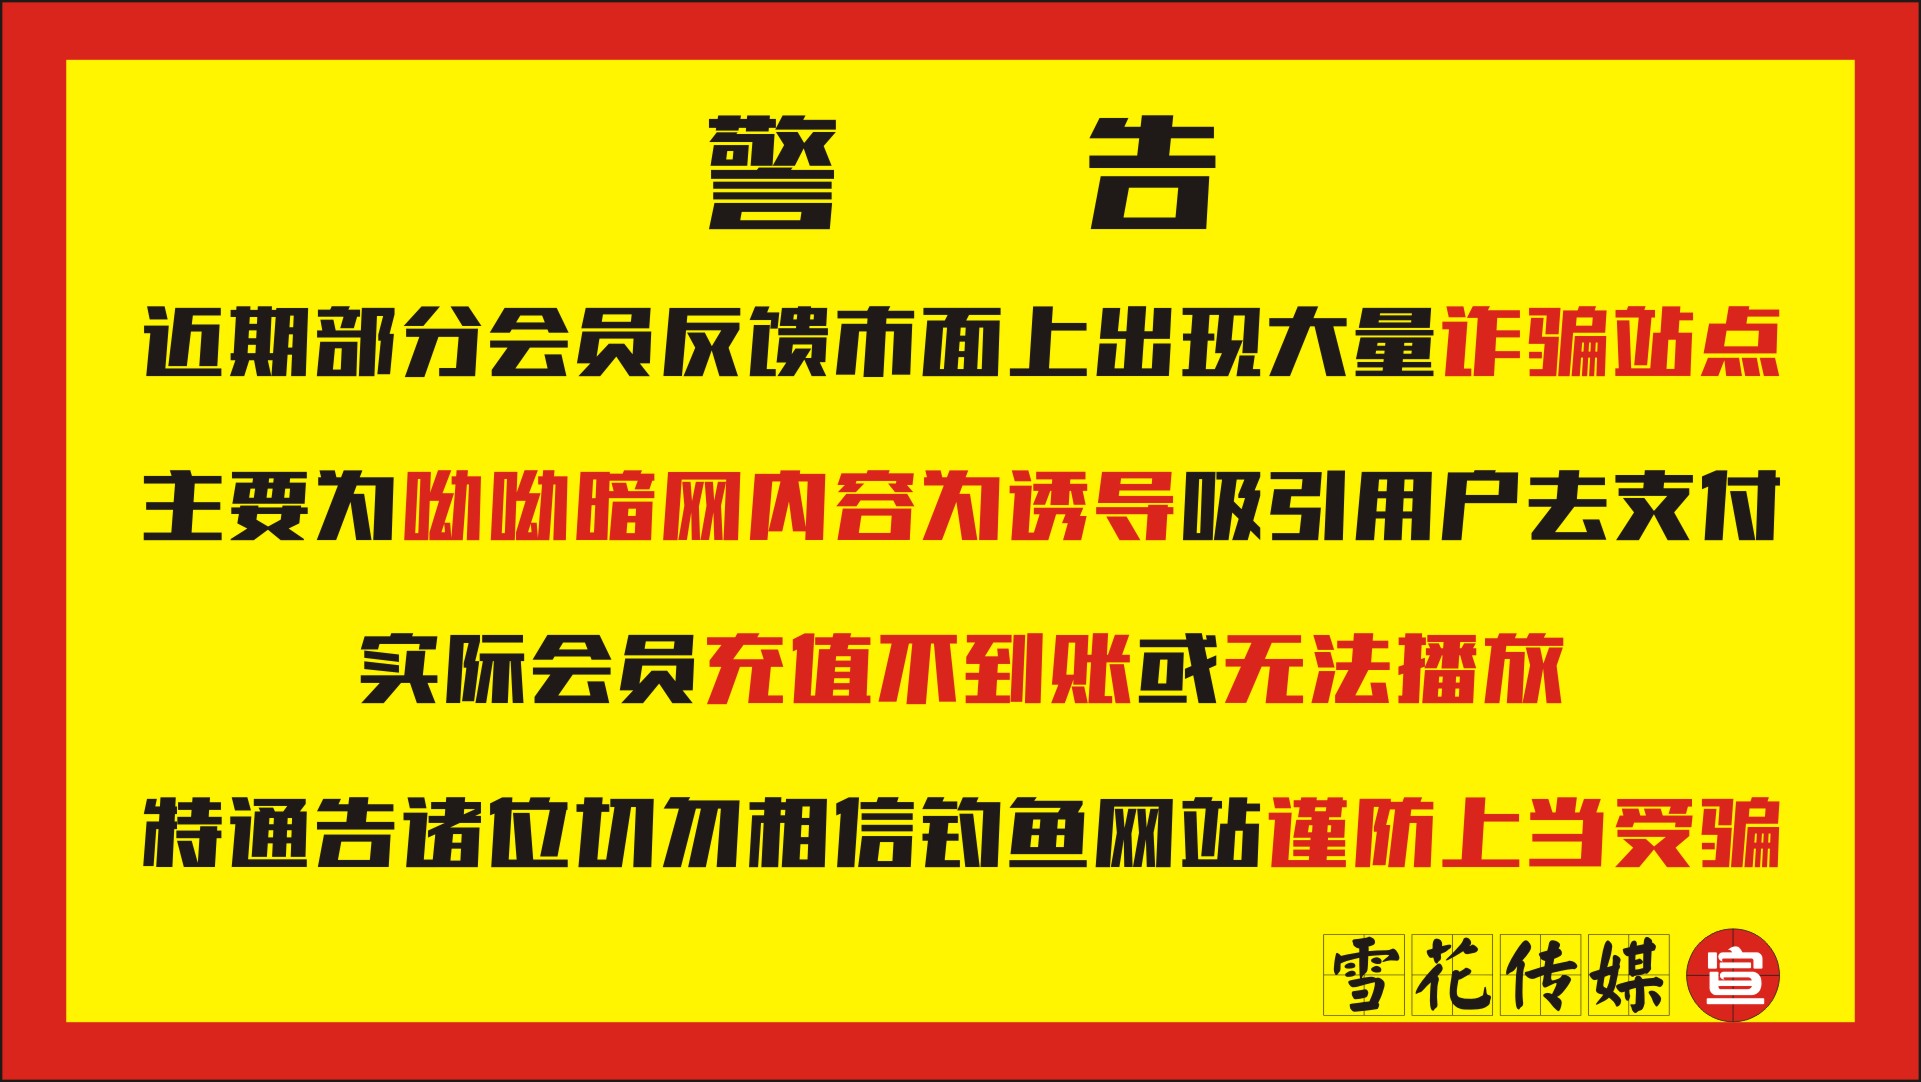 警告
近期部分会员反馈市面上出现大量诈骗站点
主要为呦呦暗网内容为诱导吸引用户去支付
实际会员充值不到账或无法播放
特通告诸位切勿相信钓鱼网站谨防上当受骗
雪花传媒 宣